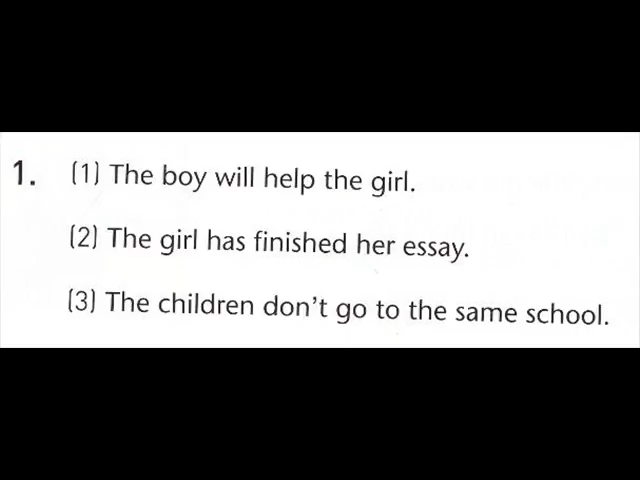 1. (1) The boy will help the girl.
(2) The girl has finished her essay.
(3) The children don't go to the same school.